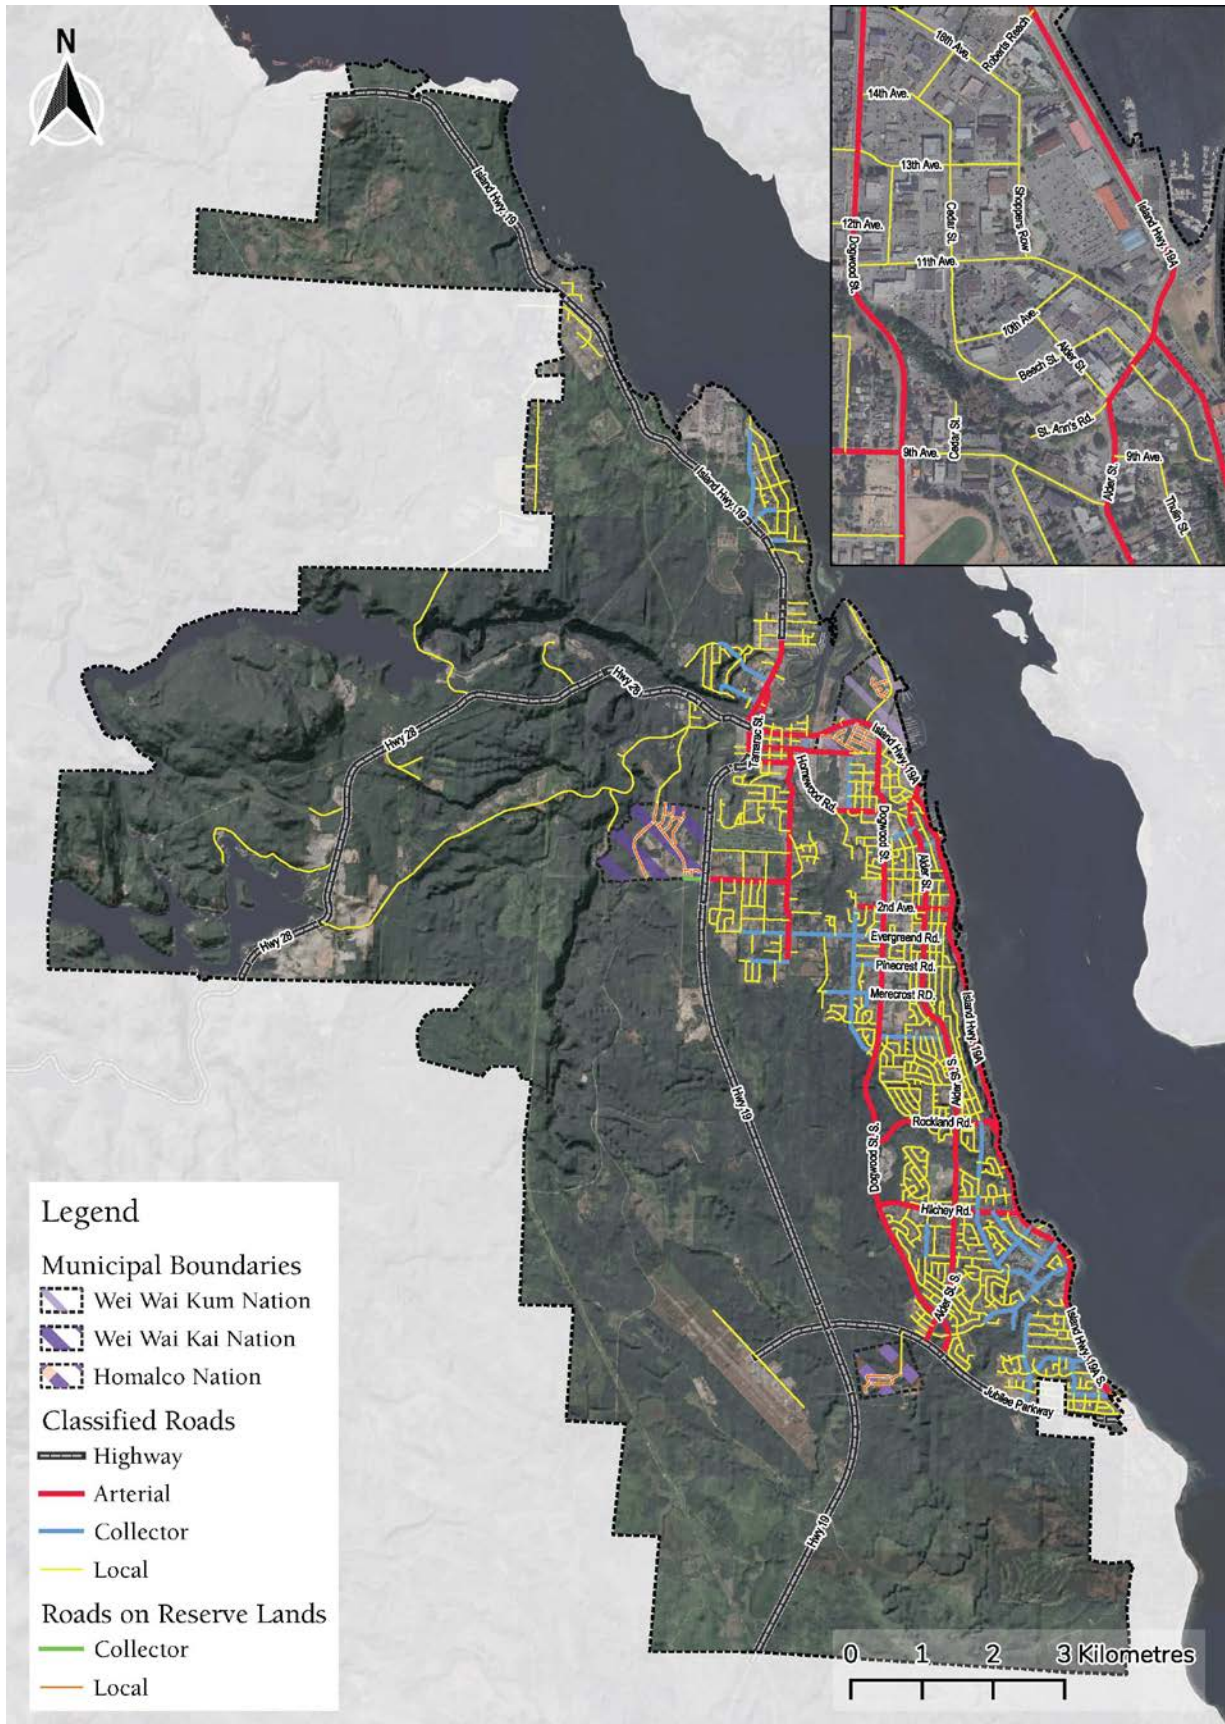 N
16th Ave.
Roberts Reach
14th Ave.
13th Ave.
Shoppers Row
Cedar St.
Island Hwy. 19A
12th Ave.
Dogwood St.
11th Ave.
10th Ave.
Alder St.
Beach St.
Cedar St.
St. Ann's Rd.
9th Ave.
9th Ave.
Alder St.
Thulin St.
Island Hwy. 19
Island Hwy. 19
Hwy 28
Hwy 28
Tamarac St.
Island Hwy. 19A
Homewood Rd.
Dogwood St.
Alder St.
2nd Ave.
Evergreend Rd.
Hwy 28
Pinecrest Rd.
Merecrost RD.
Island Hwy. 19A
Hwy 19
Alder St. S.
Rockland Rd.
Dogwood St. S.
Hilchey Rd.
Alder St. S.
Island Hwy. 19A S.
Jubilee Parkway
Hwy 19
Legend
Municipal Boundaries
Wei Wai Kum Nation
Wei Wai Kai Nation
Homalco Nation
Classified Roads
Highway
Arterial
Collector
Local
Roads on Reserve Lands
Collector
Local
0 1 2 3 Kilometres